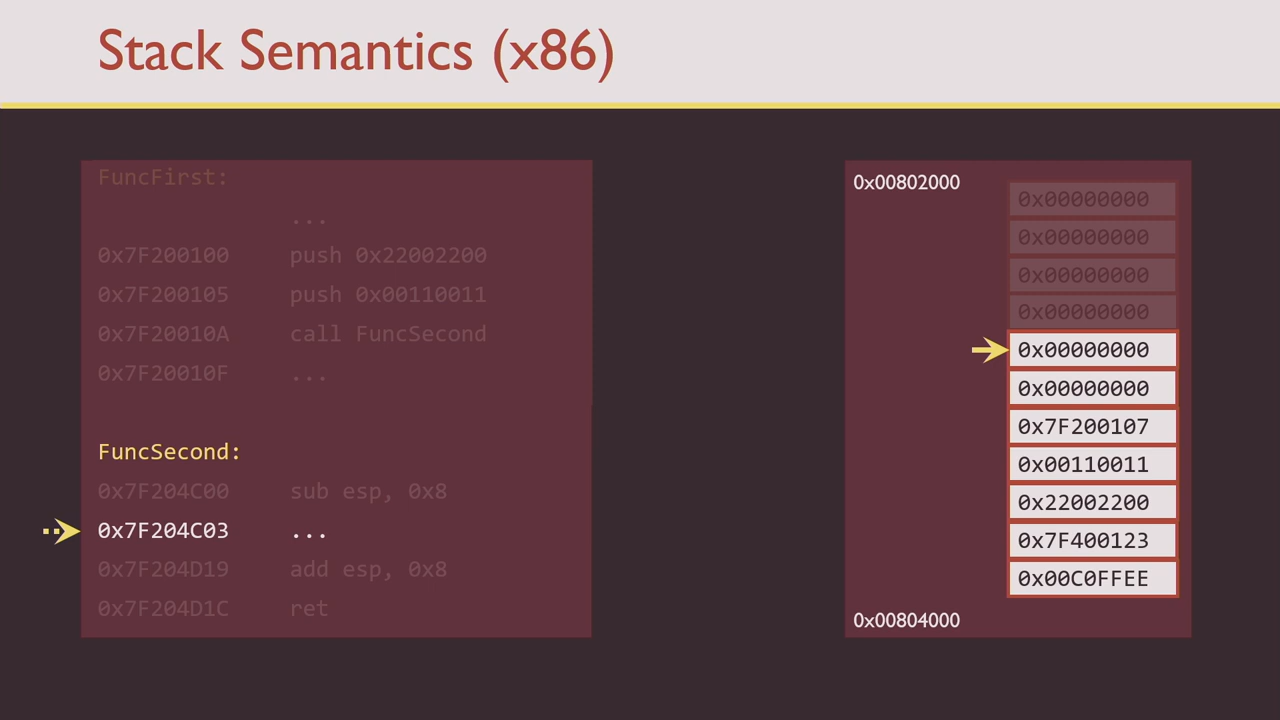 Stack Semantics (x86)
FuncFirst:
...
0x7F200100 push 0x22002200
0x7F200105 push 0x00110011
0x7F20010A call FuncSecond
0x7F20010F ...
FuncSecond:
0x7F204C00 sub esp, 0x8
0x7F204C03 ...
0x7F204D19 add esp, 0x8
0x7F204D1C ret
0x00802000
0x00000000
0x00000000
0x00000000
0x00000000
0x00000000
0x00000000
0x7F200107
0x00110011
0x22002200
0x7F400123
0x00C0FFEE
0x00804000